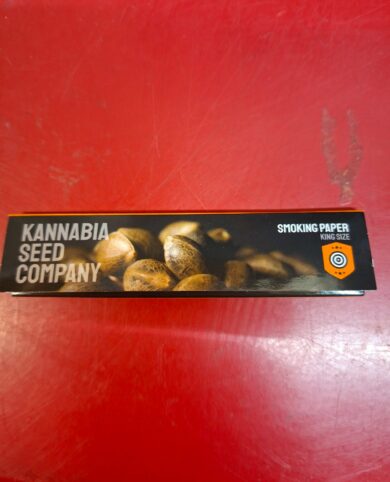 KANNABIA
SEED
COMPANY
SMOKING PAPER
KING SIZE